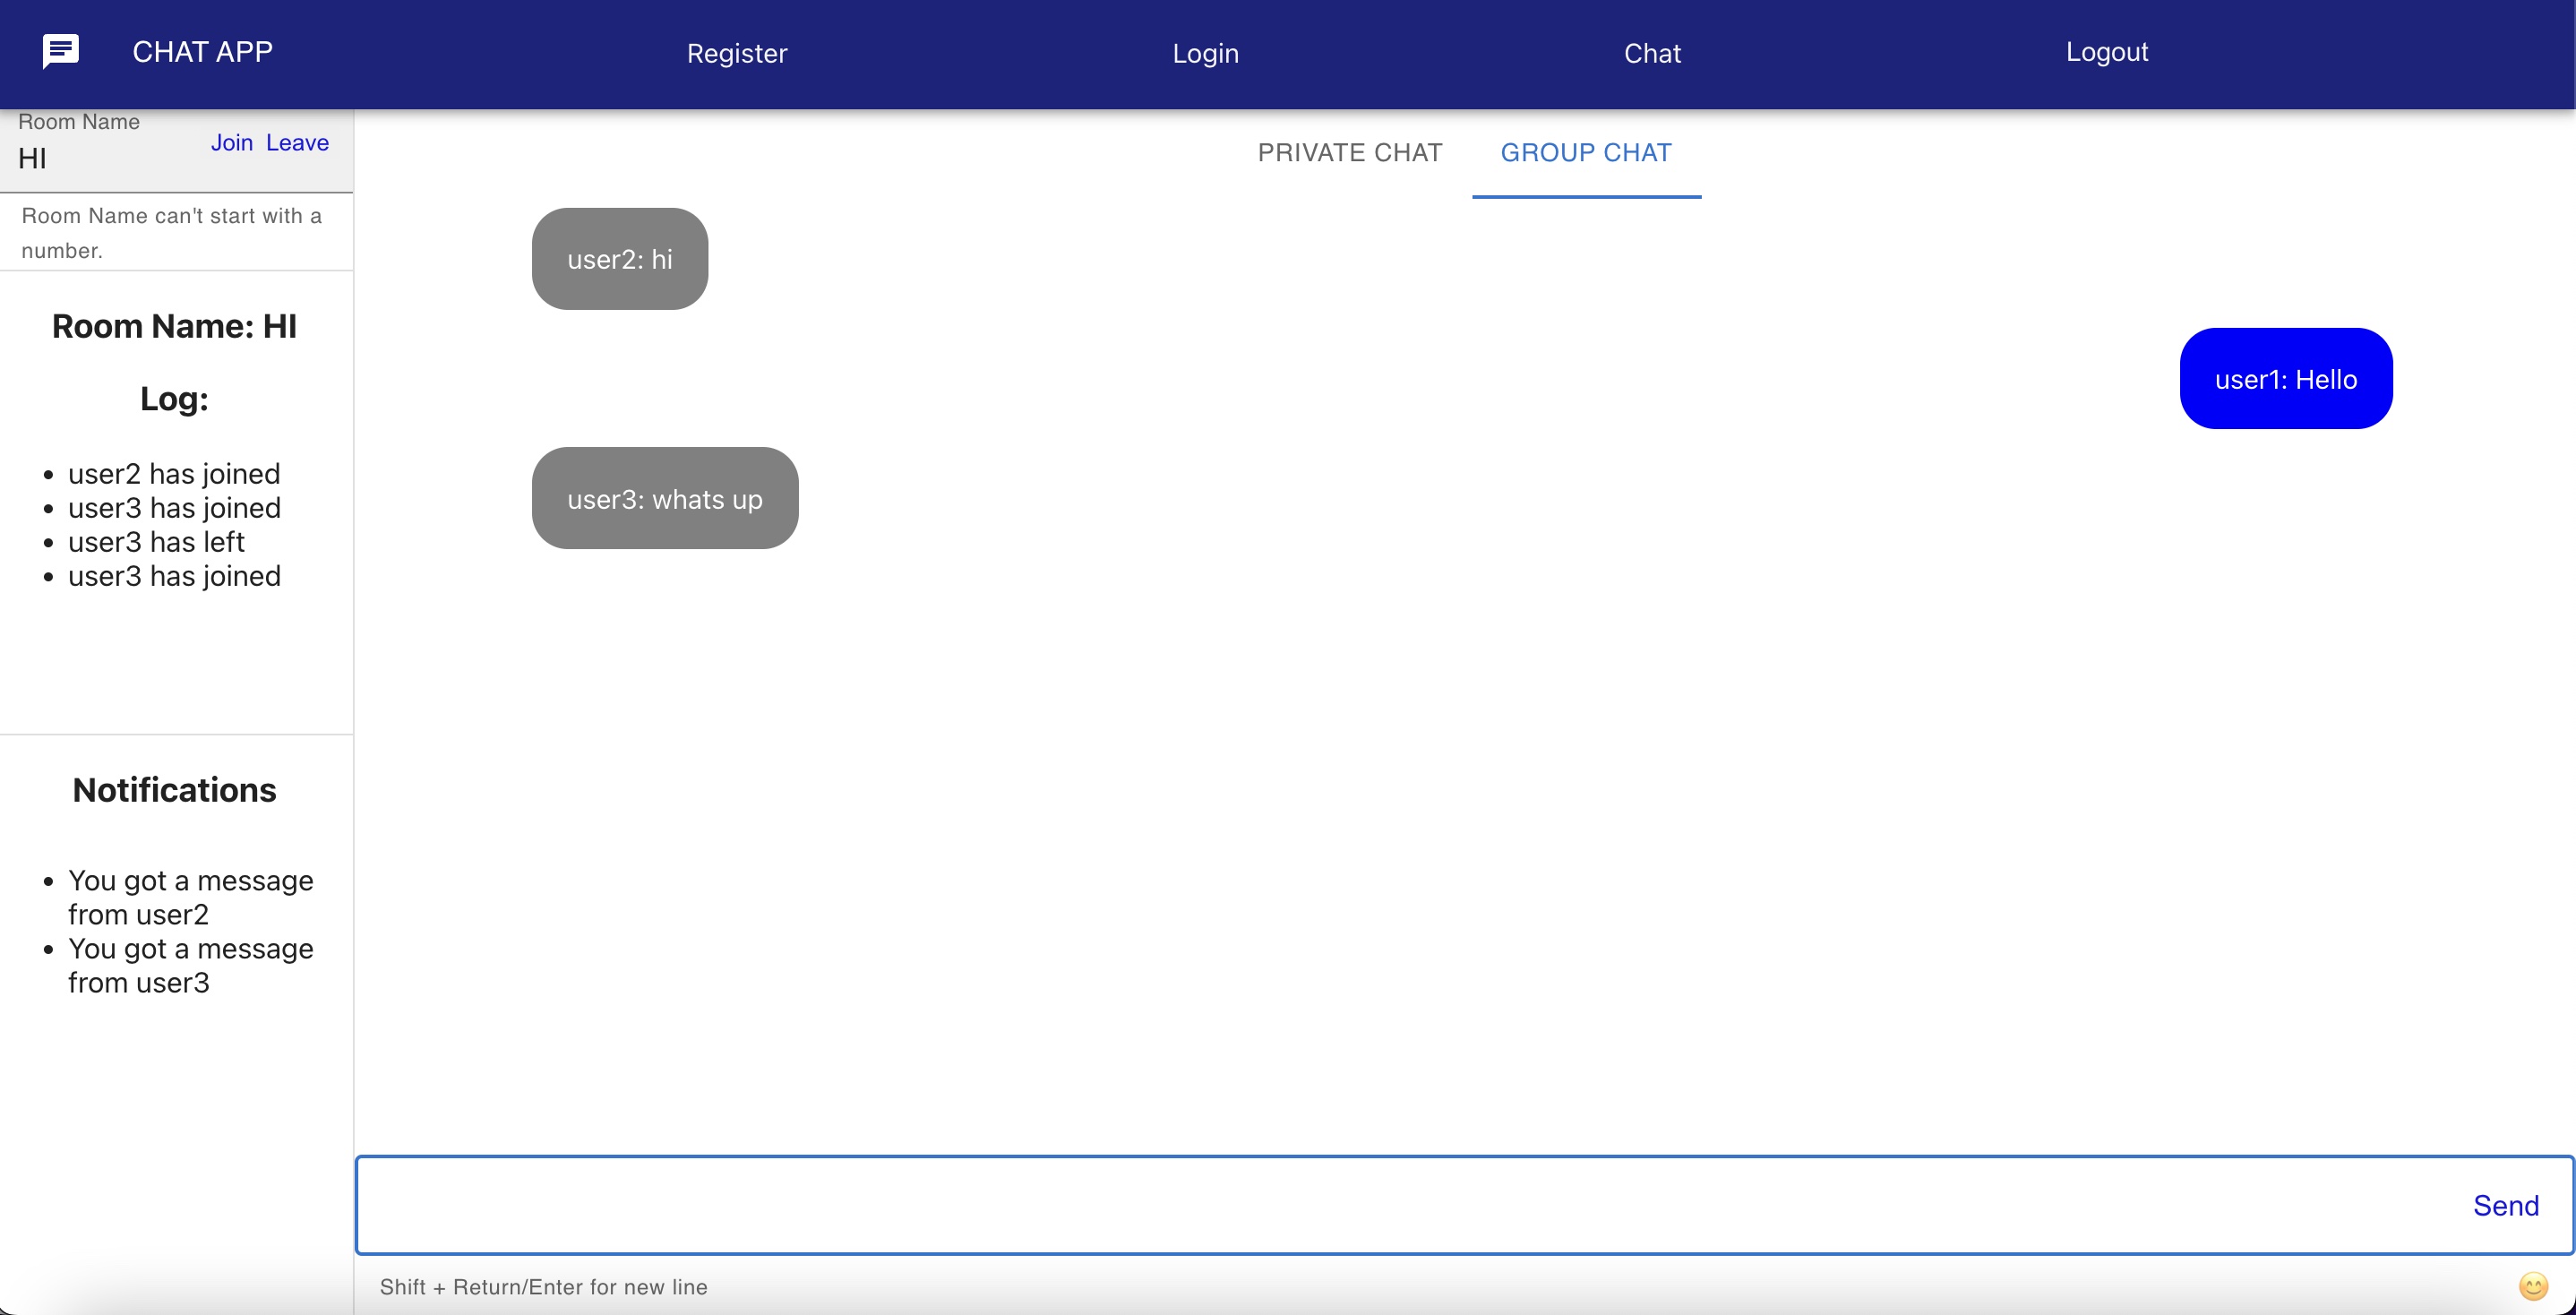 CHAT APP
Register
Login
Chat
Logout
Room Name
HI
Join Leave
Room Name can't start with a
number.
Room Name: HI
Log:
user2 has joined
user3 has joined
user3 has left
user3 has joined
Notifications
You got a message
from user2
You got a message
from user3
PRIVATE CHAT
GROUP CHAT
user2: hi
user1: Hello
user3: whats up
Send
Shift + Return/Enter for new line